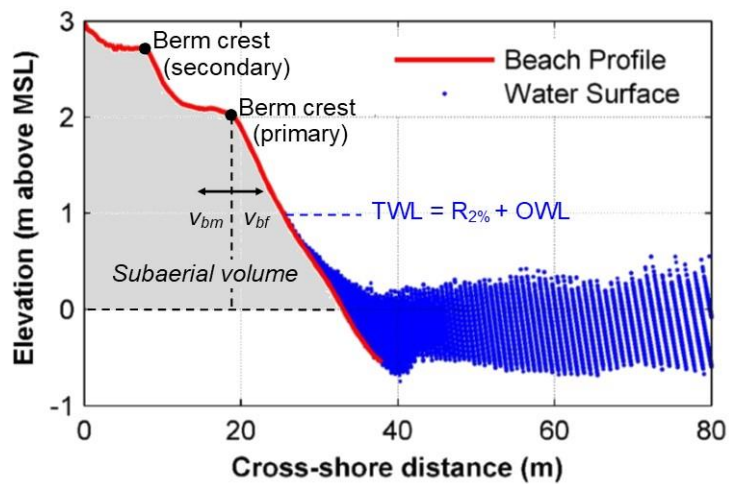 Elevation (m above MSL)
3
2
1
0
-1
Berm crest
(secondary)
Berm crest
(primary)
Beach Profile
Water Surface
v_bm
v_bf
TWL = R_2% + OWL
Subaerial volume
0
20
40
60
80
Cross-shore distance (m)